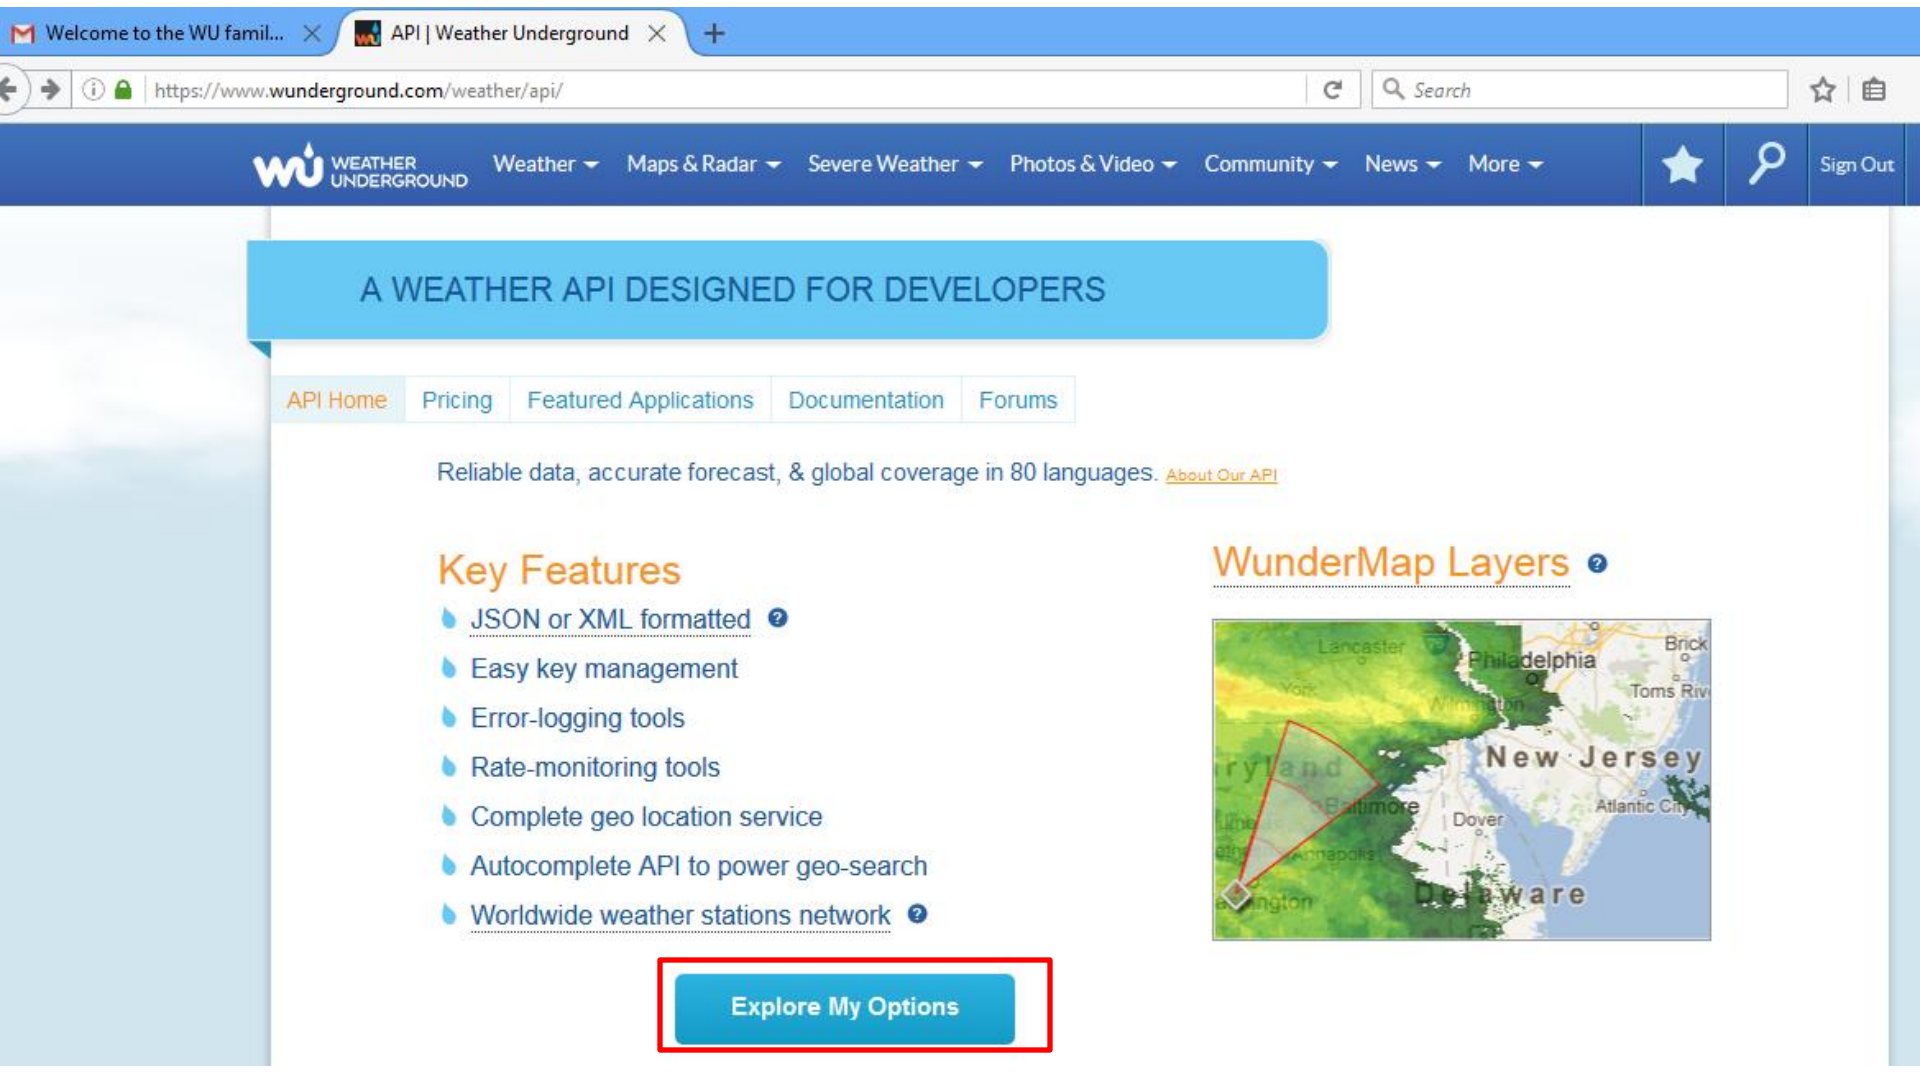 Welcome to the WU famil...
API | Weather Underground
https://www.wunderground.com/weather/api/
Search
WEATHER UNDERGROUND
Weather
Maps & Radar
Severe Weather
Photos & Video
Community
News
More
Sign Out
A WEATHER API DESIGNED FOR DEVELOPERS
API Home
Pricing
Featured Applications
Documentation
Forums
Reliable data, accurate forecast, & global coverage in 80 languages. About Our API
Key Features
JSON or XML formatted
Easy key management
Error-logging tools
Rate-monitoring tools
Complete geo location service
Autocomplete API to power geo-search
Worldwide weather stations network
Explore My Options
WunderMap Layers
Lancaster
Philadelphia
Brick
York
Wilmington
Toms Riv
New Jersey
ryland
Baltimore
Dover
Atlantic City
Annapolis
Delaware
ington